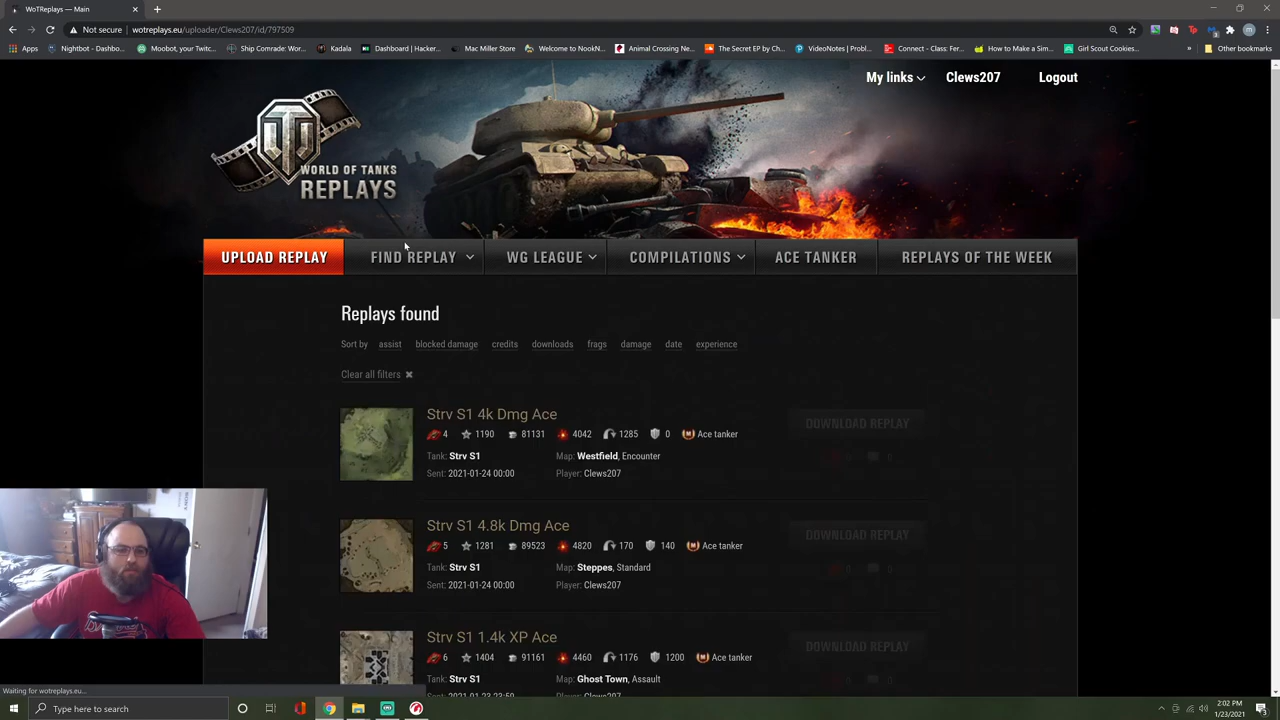 WoTReplays — Main
Not secure | wotreplays.eu/uploader/Clews207/id/797509
Apps Nightbot - Dashbo... Moobot, your Twitc... Ship Comrade: Wor... Kadala Dashboard | Hacker... Mac Miller Store Welcome to NookN... Animal Crossing Ne... The Secret EP by Ch... VideoNotes | Probl... Connect - Class: Fer... How to Make a Sim... Girl Scout Cookies... » Other bookmarks
My links Clews207 Logout
WORLD OF TANKS
REPLAYS
UPLOAD REPLAY FIND REPLAY WG LEAGUE COMPILATIONS ACE TANKER REPLAYS OF THE WEEK
Replays found
Sort by assist blocked damage credits downloads frags damage date experience
Clear all filters ✖
Strv S1 4k Dmg Ace
DOWNLOAD REPLAY
4 1190 81131 4042 1285 0 Ace tanker
Tank: Strv S1 Map: Westfield, Encounter
Sent: 2021-01-24 00:00 Player: Clews207
Strv S1 4.8k Dmg Ace
DOWNLOAD REPLAY
5 1281 89523 4820 170 140 Ace tanker
Tank: Strv S1 Map: Steppes, Standard
Sent: 2021-01-24 00:00 Player: Clews207
Strv S1 1.4k XP Ace
DOWNLOAD REPLAY
6 1404 91161 4460 1176 1200 Ace tanker
Tank: Strv S1 Map: Ghost Town, Assault
Sent: 2021-01-23 23:59 Player: Clews207
Waiting for wotreplays.eu...
Type here to search
2:02 PM
1/23/2021